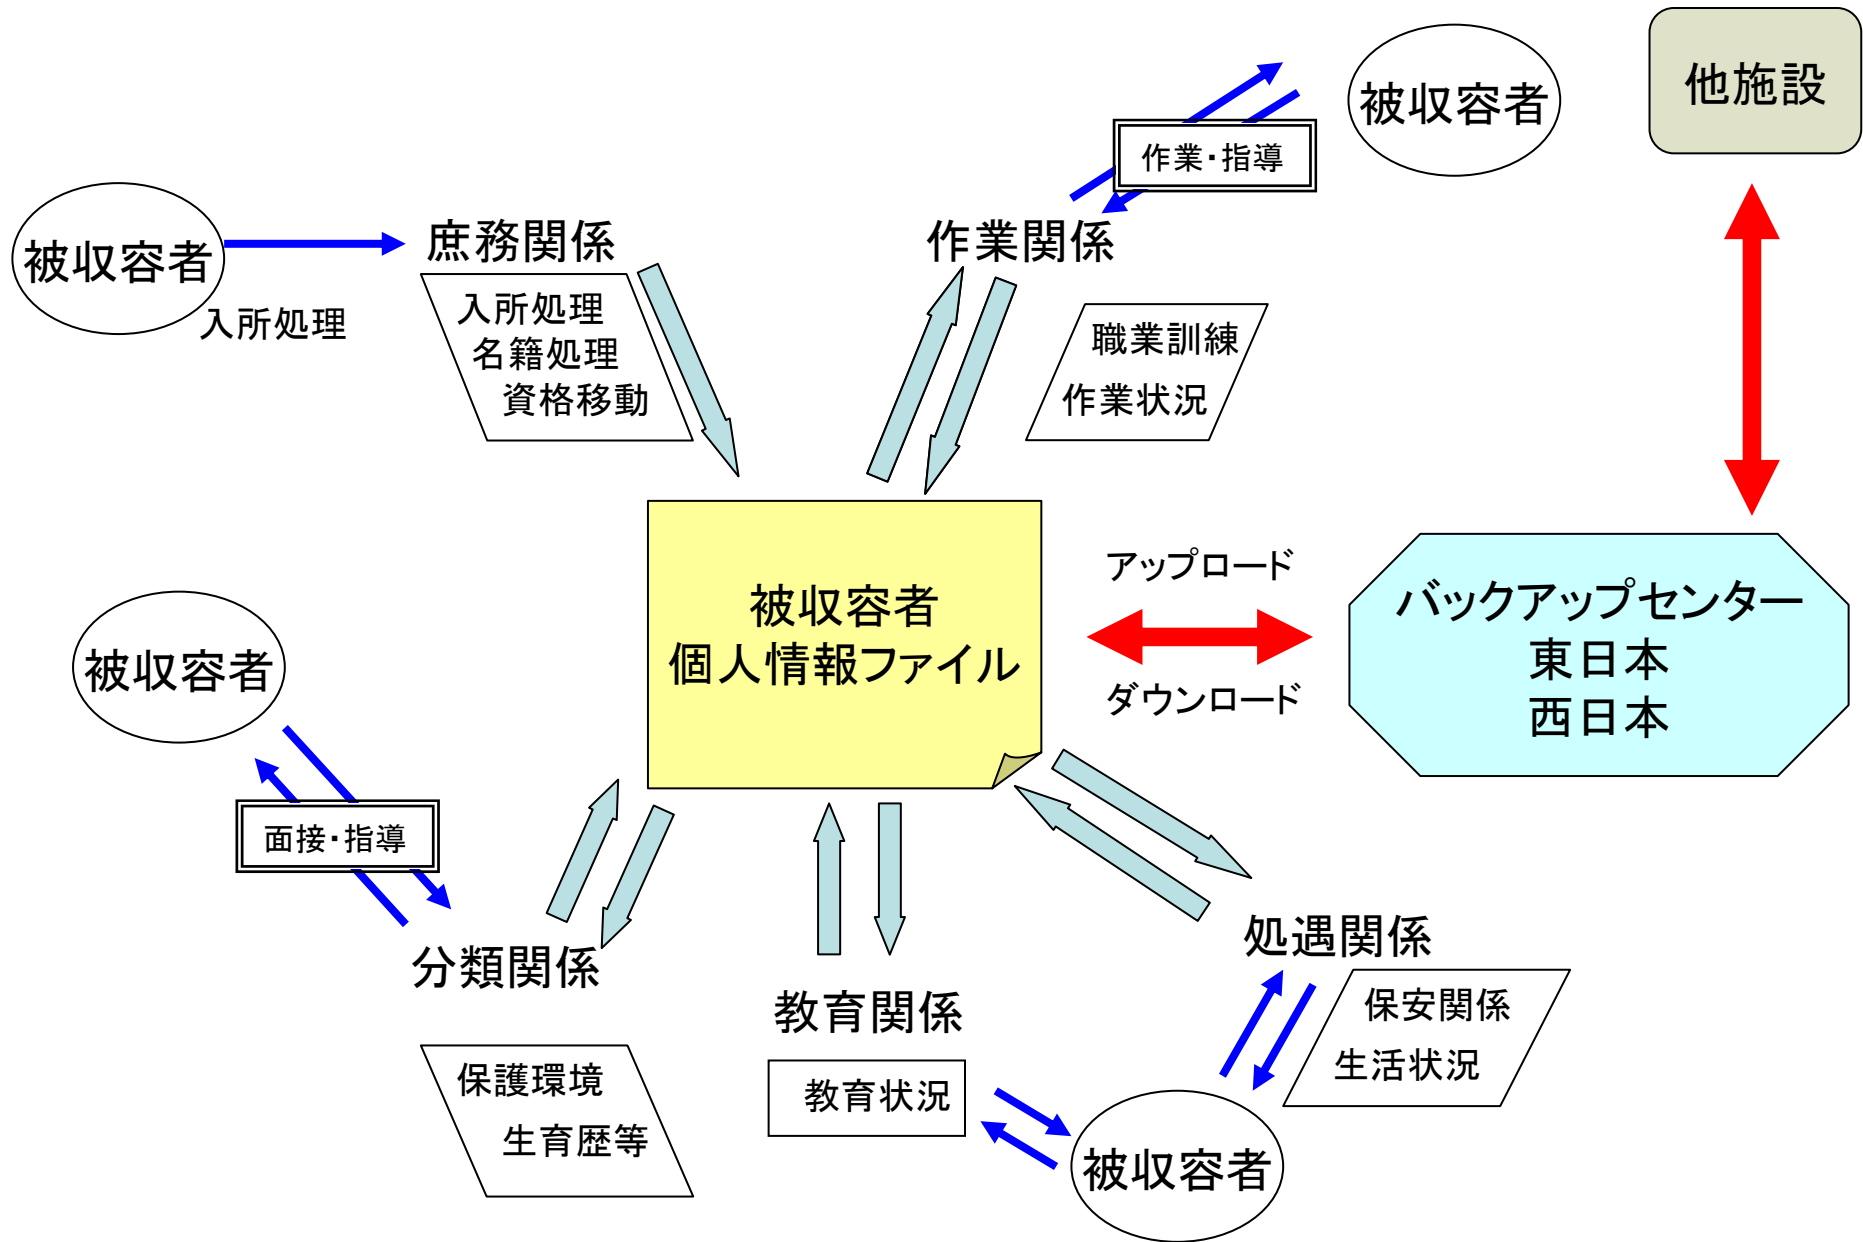 他施設
被収容者
作業・指導
被収容者
入所処理
庶務関係
入所処理
名籍処理
資格移動
作業関係
職業訓練
作業状況
被収容者
個人情報ファイル
アップロード
ダウンロード
バックアップセンター
東日本
西日本
被収容者
面接・指導
分類関係
保護環境
生育歴等
教育関係
教育状況
処遇関係
保安関係
生活状況
被収容者